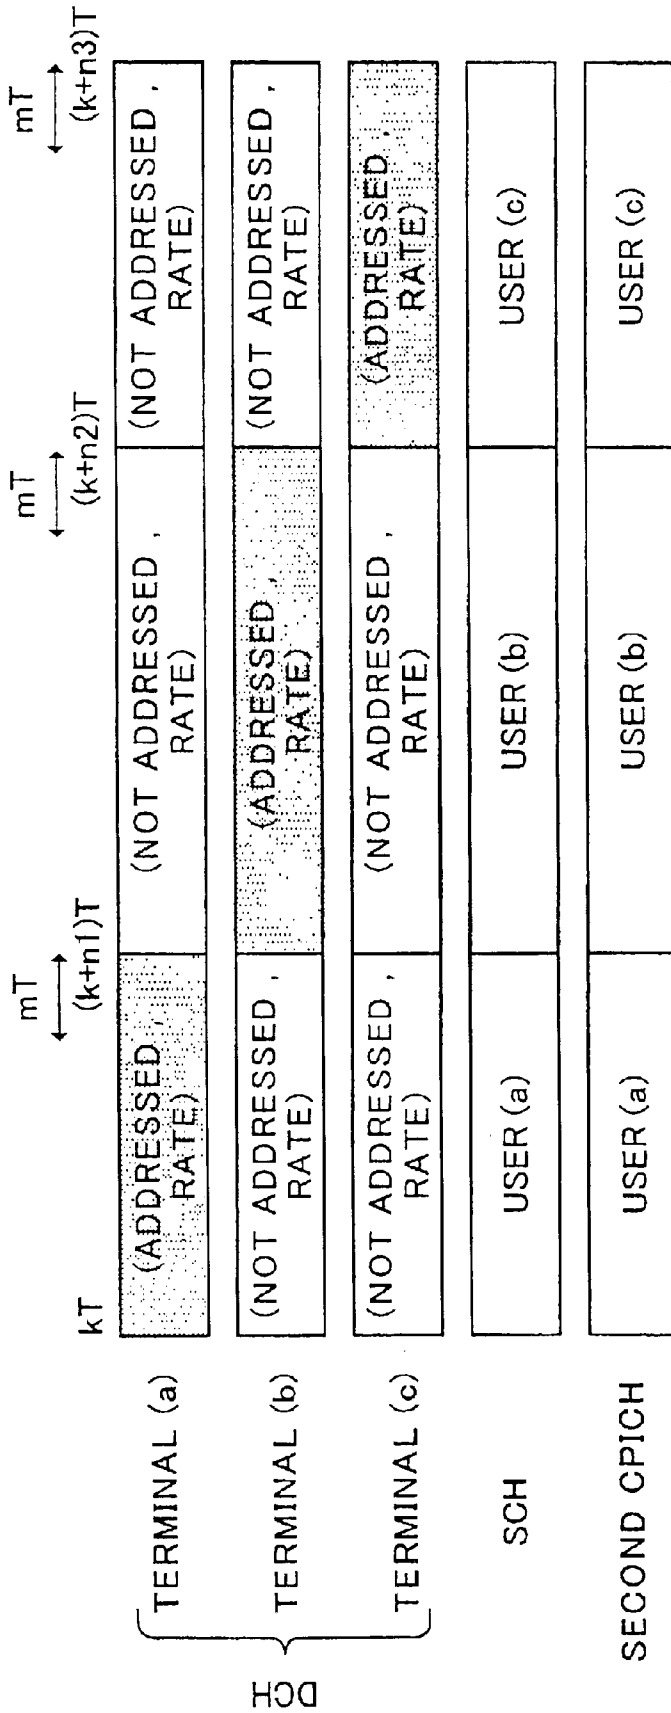 mT mT mT
kT (k+n1)T (k+n2)T (k+n3)T
DCH
TERMINAL (a)
(ADDRESSED,
RATE)
(NOT ADDRESSED,
RATE)
(NOT ADDRESSED,
RATE)
TERMINAL (b)
(NOT ADDRESSED,
RATE)
(ADDRESSED,
RATE)
(NOT ADDRESSED,
RATE)
TERMINAL (c)
(NOT ADDRESSED,
RATE)
(NOT ADDRESSED,
RATE)
(ADDRESSED,
RATE)
SCH
USER (a)
USER (b)
USER (c)
SECOND CPICH
USER (a)
USER (b)
USER (c)